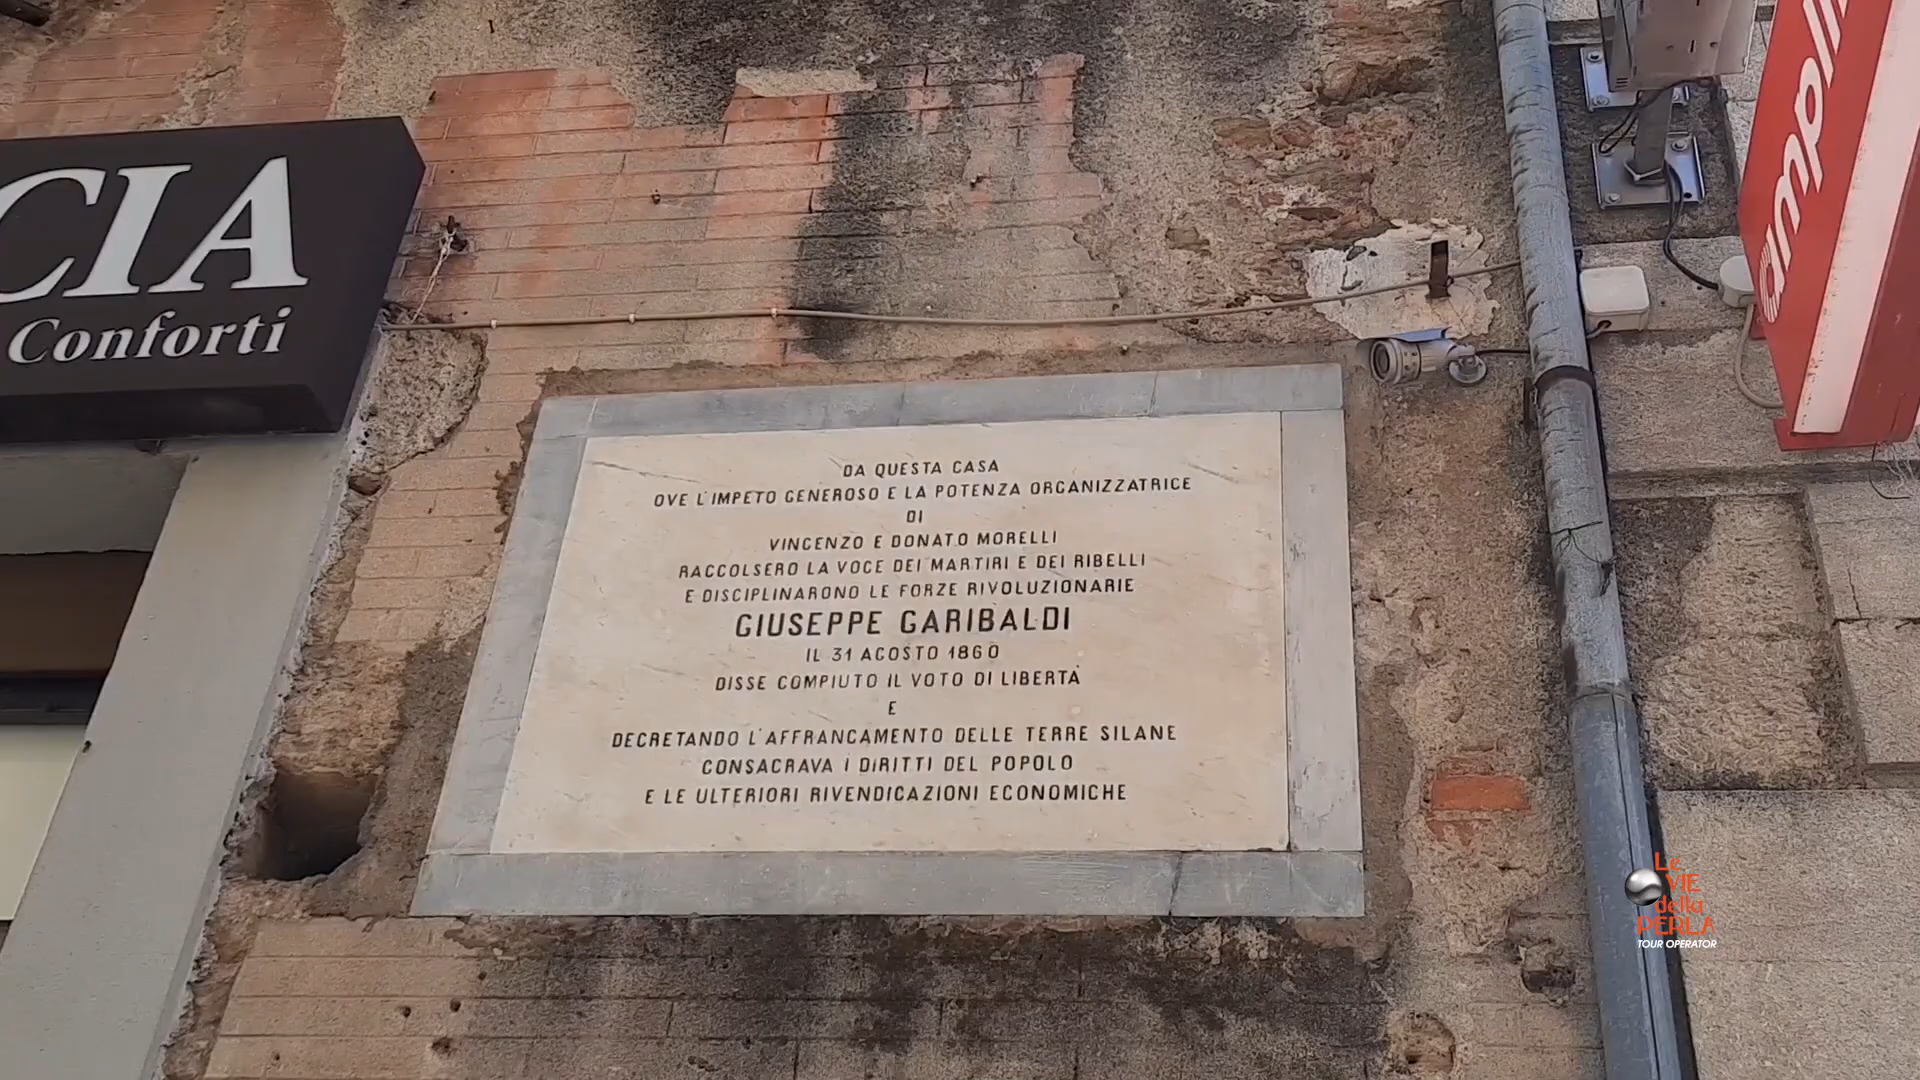 CIA
Conforti
DA QUESTA CASA
OVE L'IMPETO GENEROSO E LA POTENZA ORGANIZZATRICE
DI
VINCENZO E DONATO MORELLI
RACCOLSERO LA VOCE DEI MARTIRI E DEI RIBELLI
E DISCIPLINARONO LE FORZE RIVOLUZIONARIE
GIUSEPPE GARIBALDI
IL 31 AGOSTO 1860
DISSE COMPIUTO IL VOTO DI LIBERTÀ
E
DECRETANDO L'AFFRANCAMENTO DELLE TERRE SILANE
CONSACRAVA I DIRITTI DEL POPOLO
E LE ULTERIORI RIVENDICAZIONI ECONOMICHE
Le
VIE
della
PERLA
TOUR OPERATOR